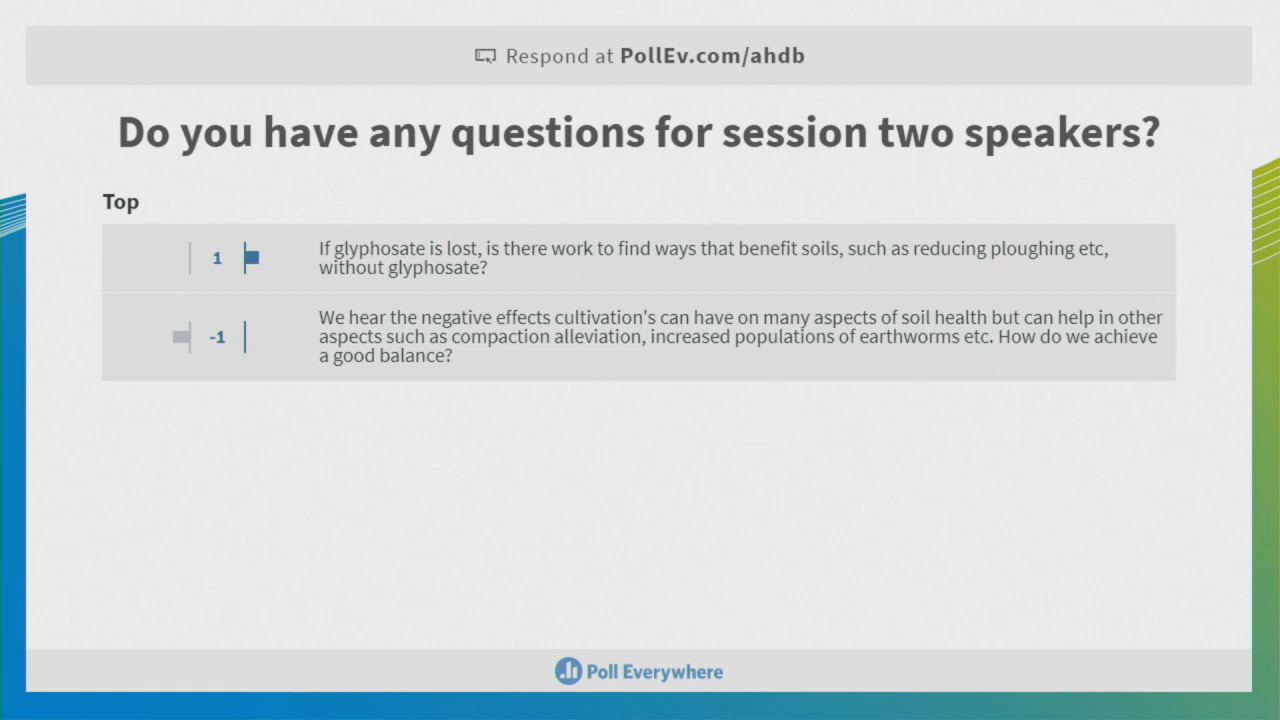 Respond at PollEv.com/ahdb
Do you have any questions for session two speakers?
Top
1
If glyphosate is lost, is there work to find ways that benefit soils, such as reducing ploughing etc,
without glyphosate?
-1
We hear the negative effects cultivation's can have on many aspects of soil health but can help in other
aspects such as compaction alleviation, increased populations of earthworms etc. How do we achieve
a good balance?
Poll Everywhere